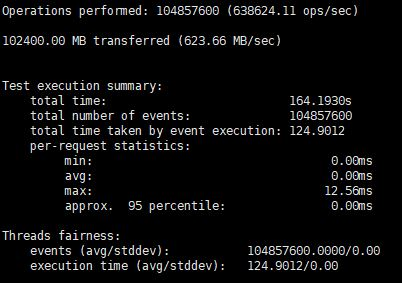 Operations performed: 104857600 (638624.11 ops/sec)
102400.00 MB transferred (623.66 MB/sec)
Test execution summary:
total time: 164.1930s
total number of events: 104857600
total time taken by event execution: 124.9012
per-request statistics:
min: 0.00ms
avg: 0.00ms
max: 12.56ms
approx. 95 percentile: 0.00ms
Threads fairness:
events (avg/stddev): 104857600.0000/0.00
execution time (avg/stddev): 124.9012/0.00